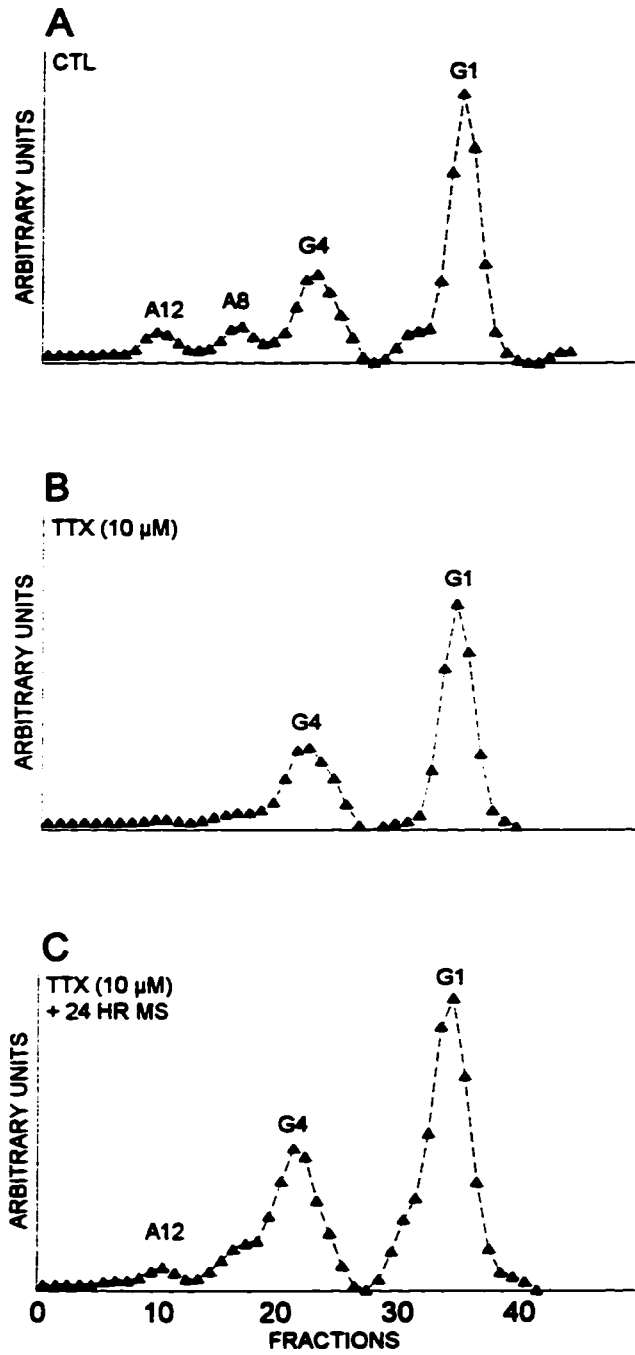 A
CTL
G1
G4
A12
A8
ARBITRARY UNITS
B
TTX (10 µM)
G1
G4
ARBITRARY UNITS
C
TTX (10 µM)
+ 24 HR MS
G1
G4
A12
ARBITRARY UNITS
0 10 20 30 40
FRACTIONS